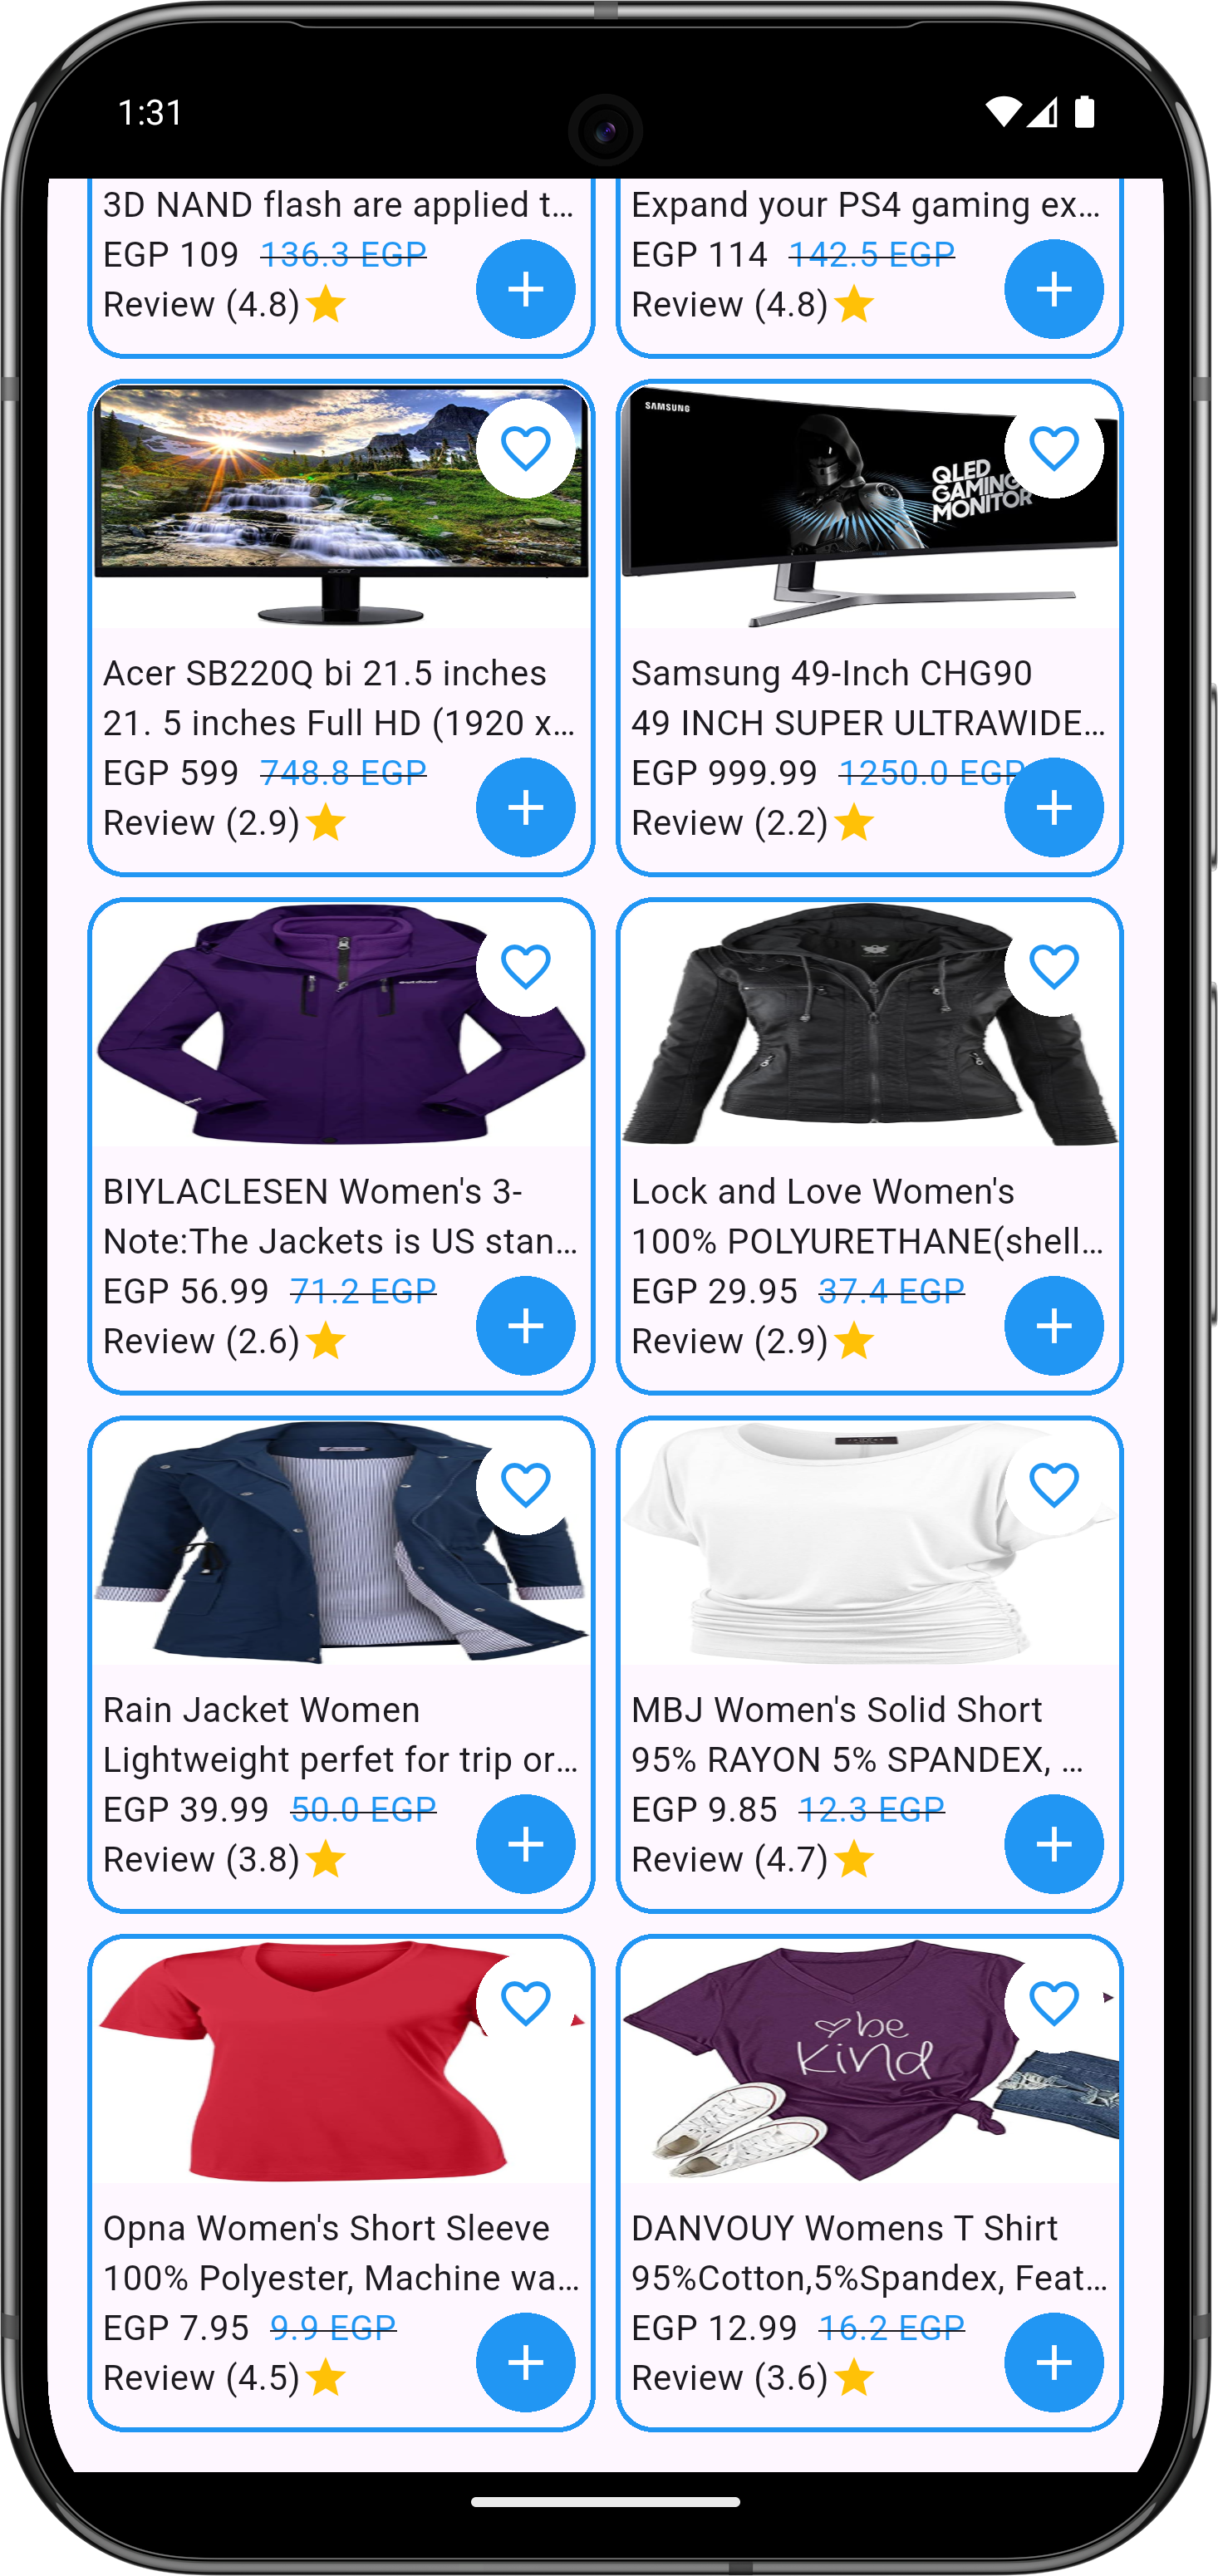 1:31
3D NAND flash are applied t...
EGP 109 136.3 EGP
Review (4.8)
Expand your PS4 gaming ex...
EGP 114 142.5 EGP
Review (4.8)
acer
Acer SB220Q bi 21.5 inches
21. 5 inches Full HD (1920 x...
EGP 599 748.8 EGP
Review (2.9)
SAMSUNG
QLED
GAMING
MONITOR
Samsung 49-Inch CHG90
49 INCH SUPER ULTRAWIDE...
EGP 999.99 1250.0 EGP
Review (2.2)
outdoor
BIYLACLESEN Women's 3-
Note:The Jackets is US stan...
EGP 56.99 71.2 EGP
Review (2.6)
Lock and Love Women's
100% POLYURETHANE(shell...
EGP 29.95 37.4 EGP
Review (2.9)
Rain Jacket Women
Lightweight perfet for trip or...
EGP 39.99 50.0 EGP
Review (3.8)
MBJ Women's Solid Short
95% RAYON 5% SPANDEX, ...
EGP 9.85 12.3 EGP
Review (4.7)
Opna Women's Short Sleeve
100% Polyester, Machine wa...
EGP 7.95 9.9 EGP
Review (4.5)
be
kind
DANVOUY Womens T Shirt
95%Cotton,5%Spandex, Feat...
EGP 12.99 16.2 EGP
Review (3.6)